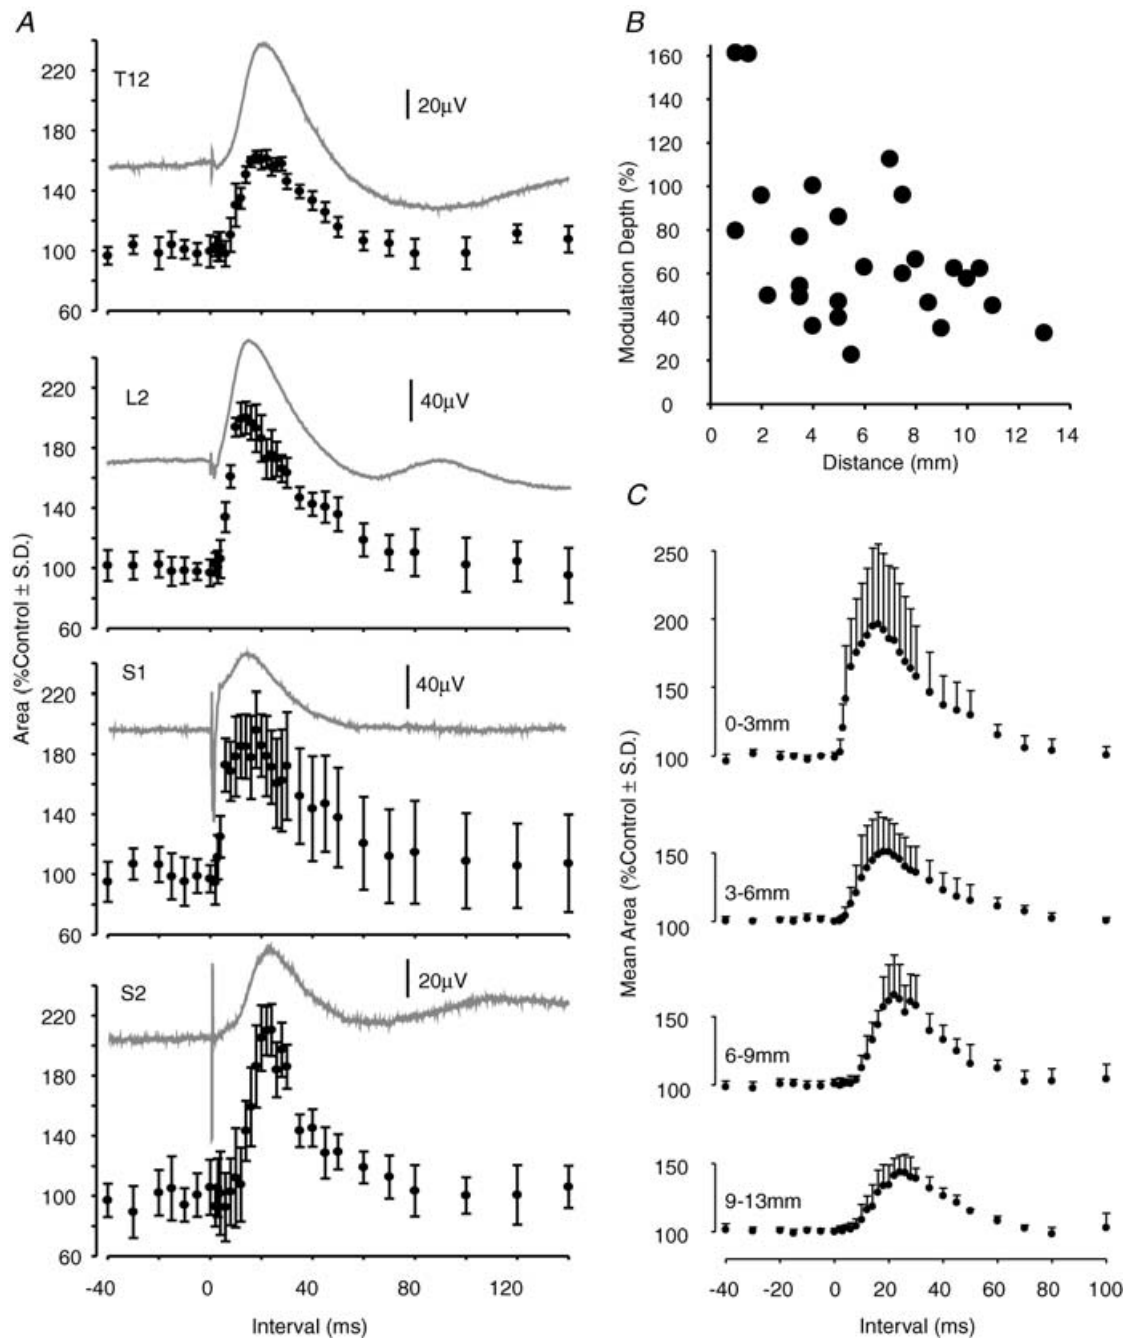 A
T12
20µV
220
180
140
100
60
L2
40µV
220
180
140
100
60
S1
40µV
220
180
140
100
60
S2
20µV
220
180
140
100
60
-40 0 40 80 120
Interval (ms)
Area (%Control ± S.D.)
B
160
140
120
100
80
60
40
20
0
0 2 4 6 8 10 12 14
Distance (mm)
Modulation Depth (%)
C
250
200
150
100
0-3mm
150
100
3-6mm
150
100
6-9mm
150
100
9-13mm
-40 -20 0 20 40 60 80 100
Interval (ms)
Mean Area (%Control ± S.D.)